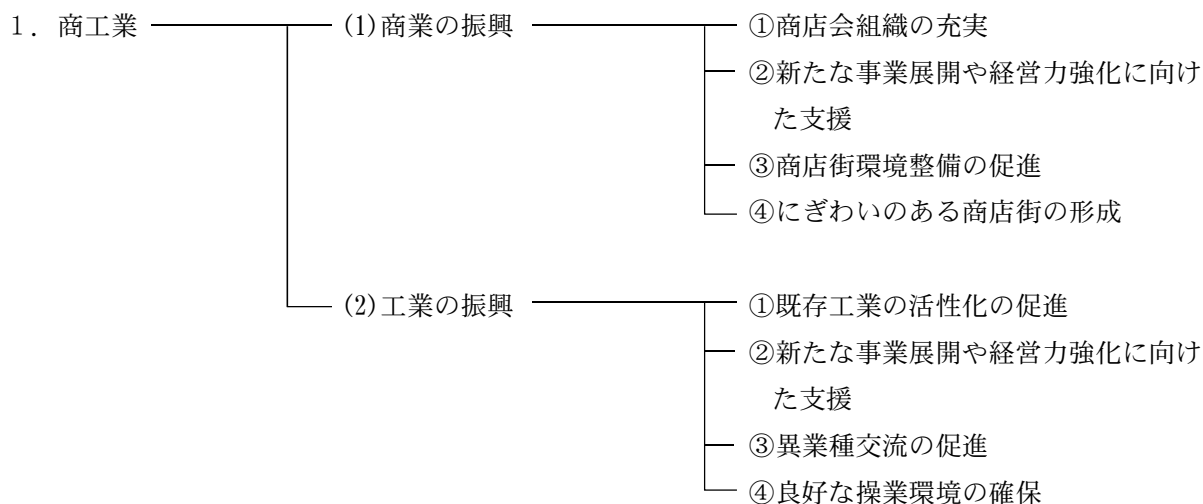 1. 商工業
(1)商業の振興
①商店会組織の充実
②新たな事業展開や経営力強化に向け
た支援
③商店街環境整備の促進
④にぎわいのある商店街の形成
(2)工業の振興
①既存工業の活性化の促進
②新たな事業展開や経営力強化に向け
た支援
③異業種交流の促進
④良好な操業環境の確保